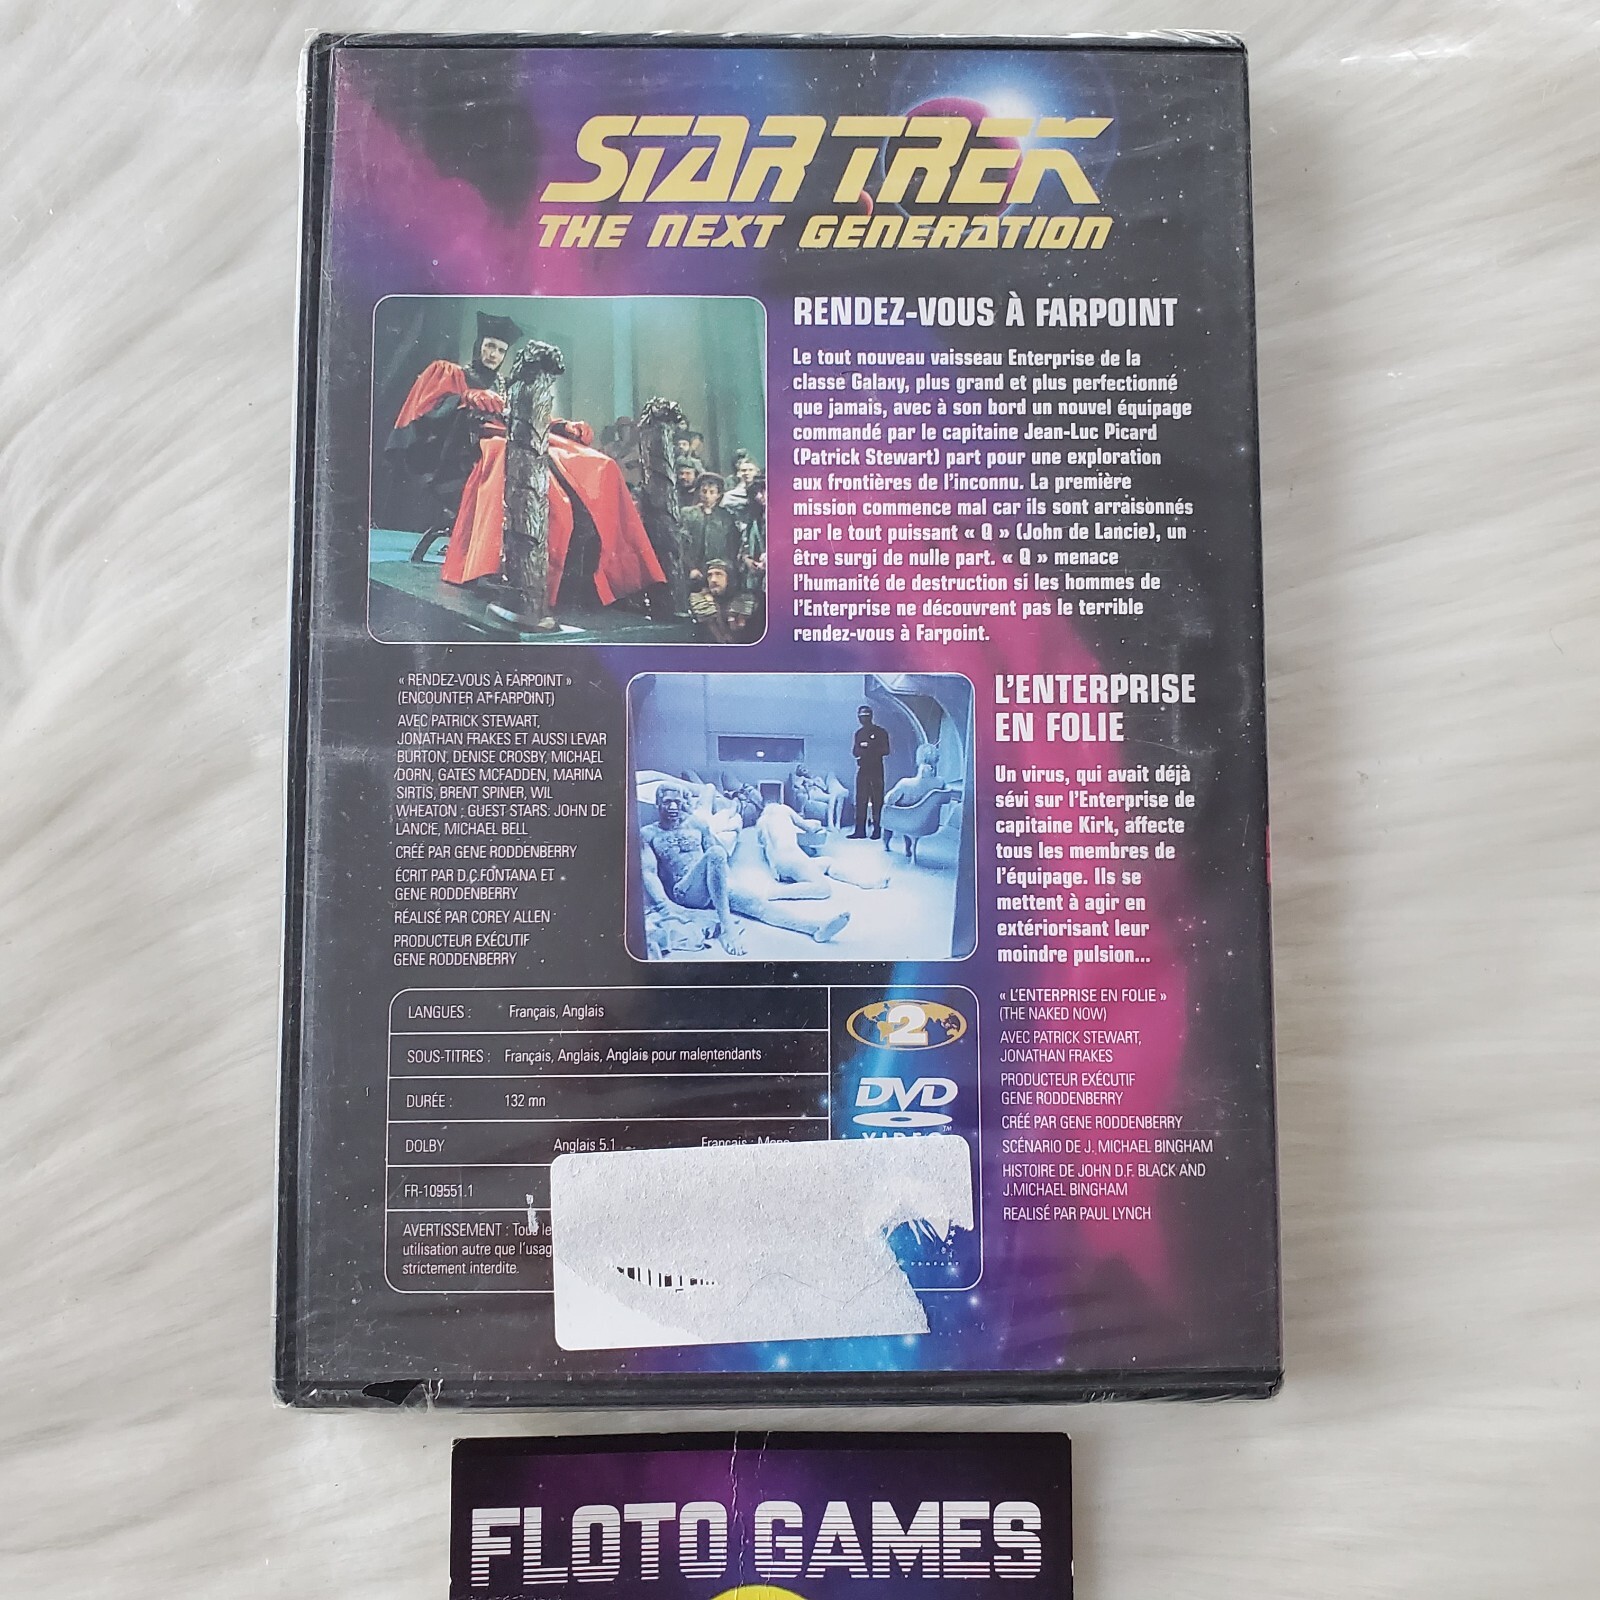 STAR TREK
THE NEXT GENERATION
RENDEZ-VOUS À FARPOINT
Le tout nouveau vaisseau Enterprise de la
classe Galaxy, plus grand et plus perfectionné
que jamais, avec à son bord un nouvel équipage
commandé par le capitaine Jean-Luc Picard
(Patrick Stewart) part pour une exploration
aux frontières de l'inconnu. La première
mission commence mal car ils sont arraisonnés
par le tout puissant « Q » (John de Lancie), un
être surgi de nulle part. « Q » menace
l'humanité de destruction si les hommes de
l'Enterprise ne découvrent pas le terrible
rendez-vous à Farpoint.
« RENDEZ-VOUS À FARPOINT »
(ENCOUNTER AT FARPOINT)
AVEC PATRICK STEWART,
JONATHAN FRAKES ET AUSSI LEVAR
BURTON, DENISE CROSBY, MICHAEL
DORN, GATES MCFADDEN, MARINA
SIRTIS, BRENT SPINER, WIL
WHEATON ; GUEST STARS: JOHN DE
LANCIE, MICHAEL BELL
CRÉÉ PAR GENE RODDENBERRY
ÉCRIT PAR D.C.FONTANA ET
GENE RODDENBERRY
RÉALISÉ PAR COREY ALLEN
PRODUCTEUR EXÉCUTIF
GENE RODDENBERRY
L'ENTERPRISE
EN FOLIE
Un virus, qui avait déjà
sévi sur l'Enterprise de
capitaine Kirk, affecte
tous les membres de
l'équipage. Ils se
mettent à agir en
extériorisant leur
moindre pulsion...
« L'ENTERPRISE EN FOLIE »
(THE NAKED NOW)
AVEC PATRICK STEWART,
JONATHAN FRAKES
PRODUCTEUR EXÉCUTIF
GENE RODDENBERRY
CRÉÉ PAR GENE RODDENBERRY
SCÉNARIO DE J. MICHAEL BINGHAM
HISTOIRE DE JOHN D.F. BLACK AND
J.MICHAEL BINGHAM
REALISÉ PAR PAUL LYNCH
LANGUES : Français, Anglais
SOUS-TITRES : Français, Anglais, Anglais pour malentendants
DURÉE : 132 mn
DOLBY Anglais 5.1 Français : Mono
FR-109551.1
AVERTISSEMENT : Tous le
utilisation autre que l'usag
strictement interdite.
2
DVD
VIDEO
COMPANY
FLOTO GAMES